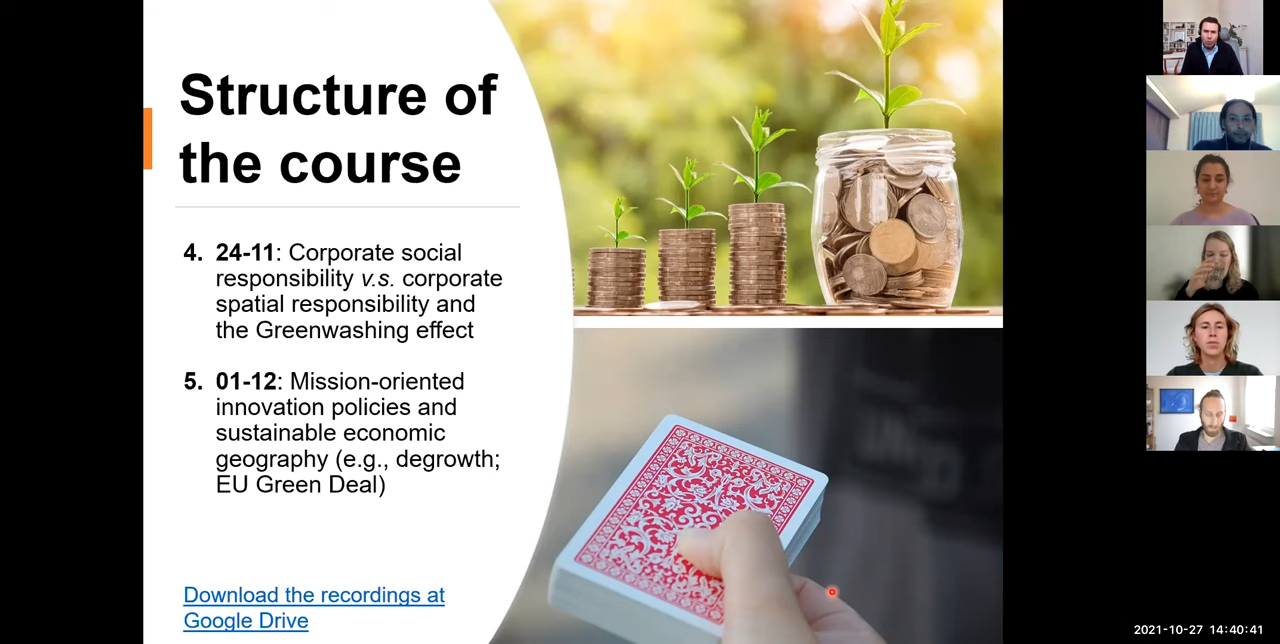 Structure of
the course
4. 24-11: Corporate social
responsibility v.s. corporate
spatial responsibility and
the Greenwashing effect
5. 01-12: Mission-oriented
innovation policies and
sustainable economic
geography (e.g., degrowth;
EU Green Deal)
Download the recordings at
Google Drive
2021-10-27 14:40:41